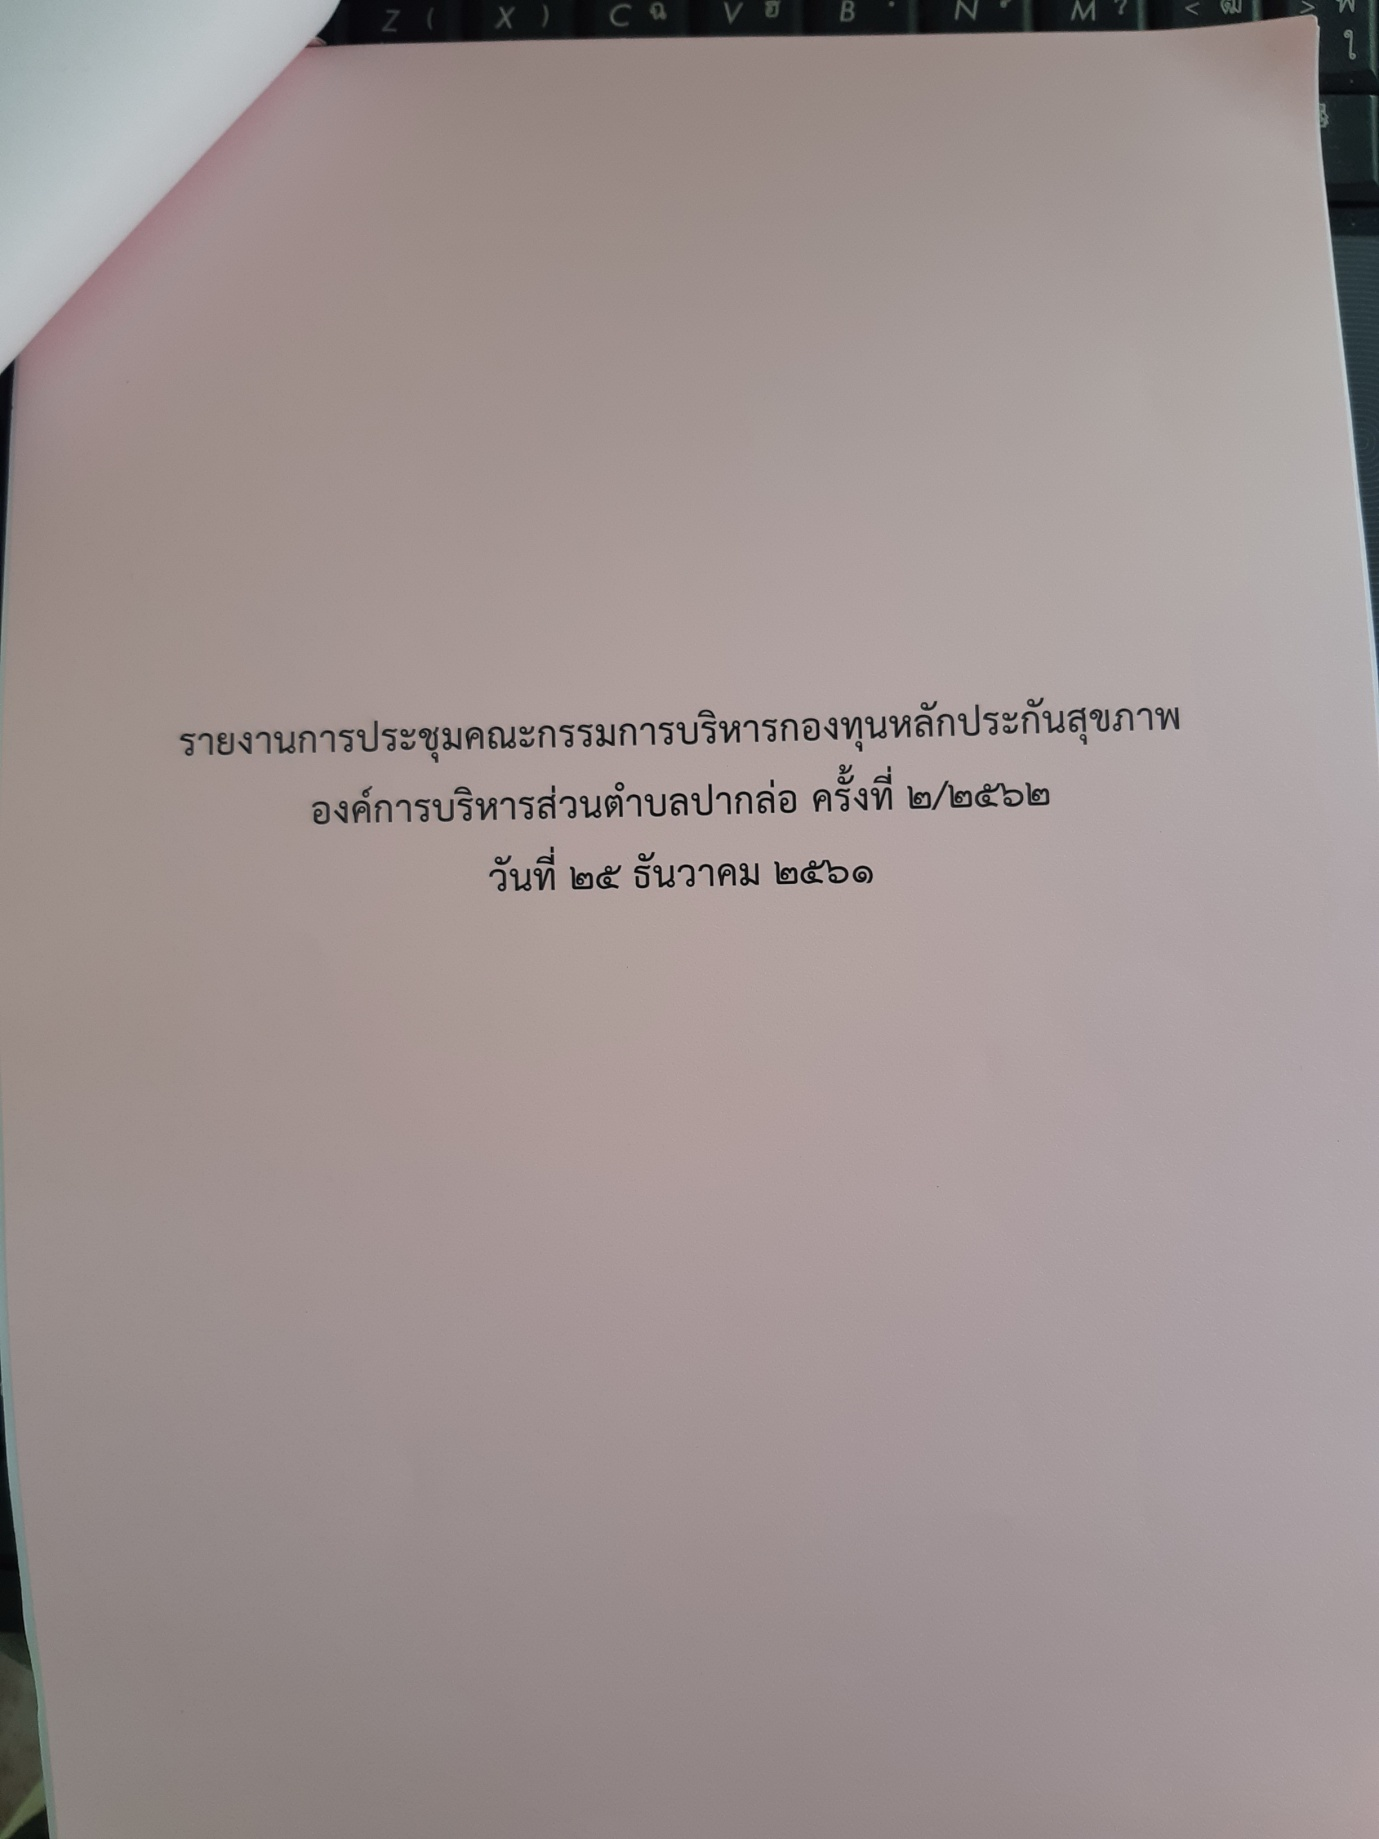 Z ( X ) C ฉ V ฮ B N M ? < ฒ >
ใ
รายงานการประชุมคณะกรรมการบริหารกองทุนหลักประกันสุขภาพ
องค์การบริหารส่วนตำบลปากล่อ ครั้งที่ ๒/๒๕๖๒
วันที่ ๒๕ ธันวาคม ๒๕๖๑